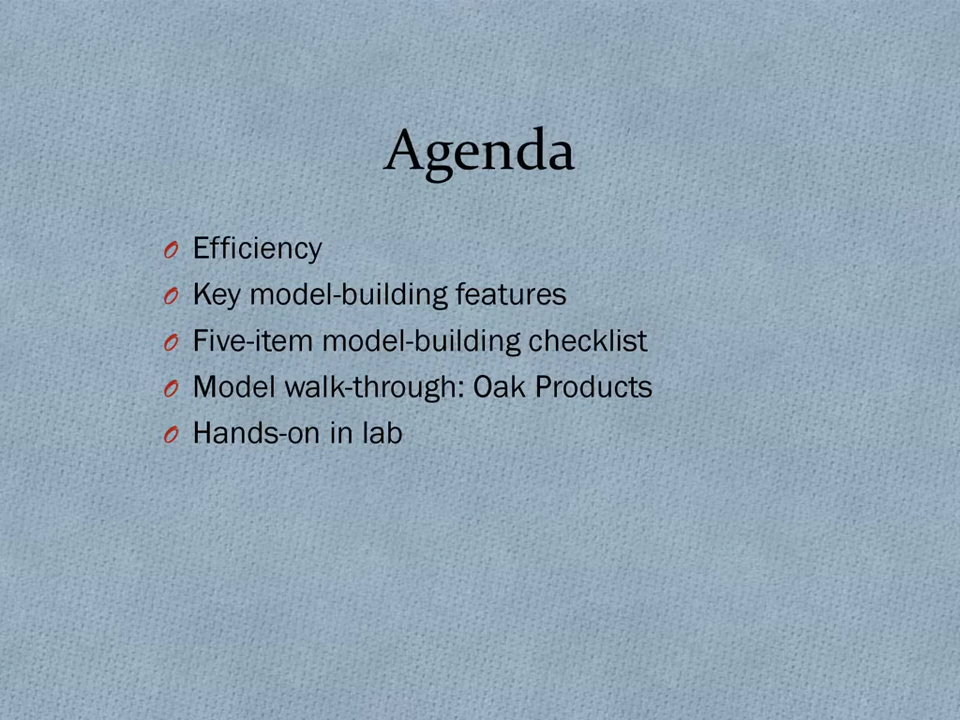 Agenda
Efficiency
Key model-building features
Five-item model-building checklist
Model walk-through: Oak Products
Hands-on in lab